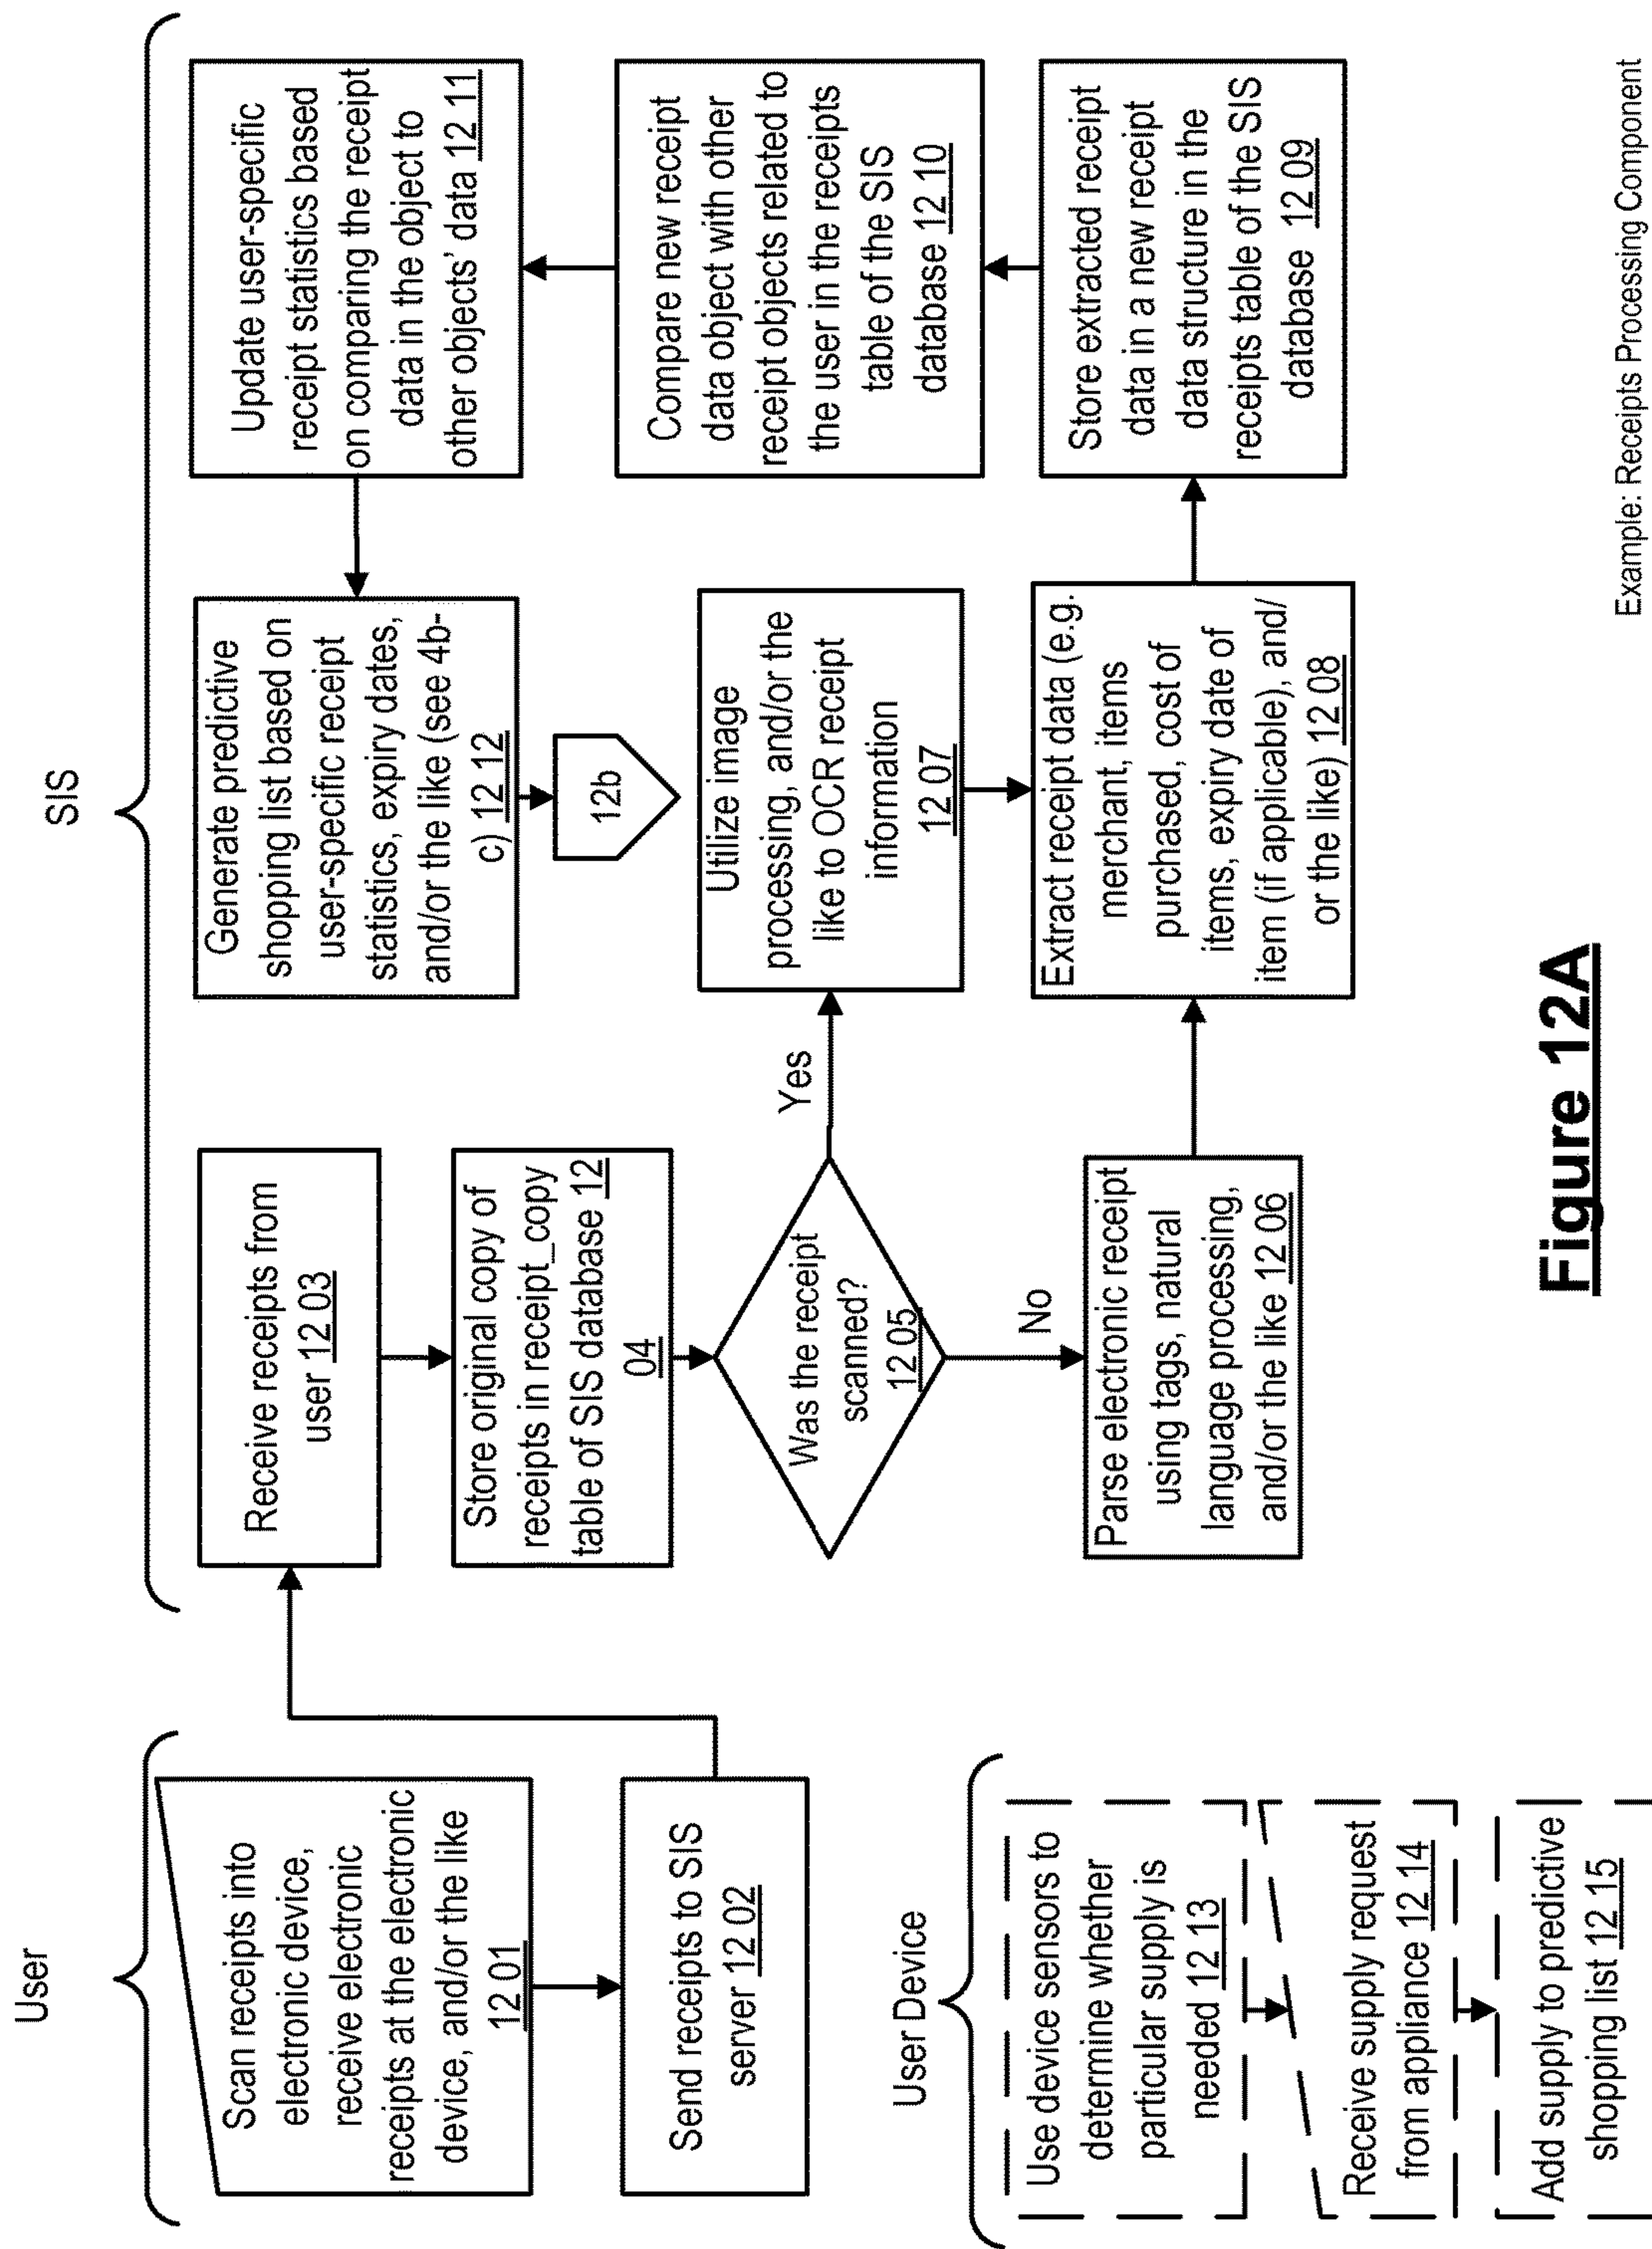 User
Scan receipts into
electronic device,
receive electronic
receipts at the electronic
device, and/or the like
12 01
Send receipts to SIS
server 12 02
User Device
Use device sensors to
determine whether
particular supply is
needed 12 13
Receive supply request
from appliance 12 14
Add supply to predictive
shopping list 12 15
SIS
Receive receipts from
user 12 03
Store original copy of
receipts in receipt_copy
table of SIS database 12
04
Was the receipt
scanned?
12 05
Yes
No
Parse electronic receipt
using tags, natural
language processing,
and/or the like 12 06
Generate predictive
shopping list based on
user-specific receipt
statistics, expiry dates,
and/or the like (see 4b-
c) 12 12
12b
Utilize image
processing, and/or the
like to OCR receipt
information
12 07
Extract receipt data (e.g.
merchant, items
purchased, cost of
items, expiry date of
item (if applicable), and/
or the like) 12 08
Update user-specific
receipt statistics based
on comparing the receipt
data in the object to
other objects' data 12 11
Compare new receipt
data object with other
receipt objects related to
the user in the receipts
table of the SIS
database 12 10
Store extracted receipt
data in a new receipt
data structure in the
receipts table of the SIS
database 12 09
Figure 12A
Example: Receipts Processing Component